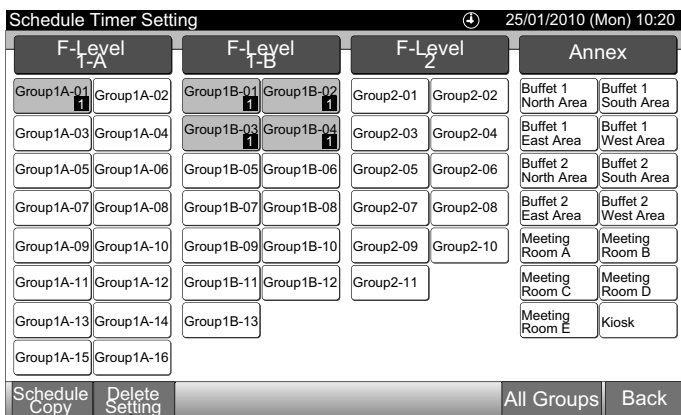 Schedule Timer Setting
25/01/2010 (Mon) 10:20
F-Level
1-A
F-Level
1-B
F-Level
2
Annex
Group1A-01
1
Group1A-02
Group1B-01
1
Group1B-02
1
Group2-01
Group2-02
Buffet 1
North Area
Buffet 1
South Area
Group1A-03
Group1A-04
Group1B-03
1
Group1B-04
1
Group2-03
Group2-04
Buffet 1
East Area
Buffet 1
West Area
Group1A-05
Group1A-06
Group1B-05
Group1B-06
Group2-05
Group2-06
Buffet 2
North Area
Buffet 2
South Area
Group1A-07
Group1A-08
Group1B-07
Group1B-08
Group2-07
Group2-08
Buffet 2
East Area
Buffet 2
West Area
Group1A-09
Group1A-10
Group1B-09
Group1B-10
Group2-09
Group2-10
Meeting
Room A
Meeting
Room B
Group1A-11
Group1A-12
Group1B-11
Group1B-12
Group2-11
Meeting
Room C
Meeting
Room D
Group1A-13
Group1A-14
Group1B-13
Meeting
Room E
Kiosk
Group1A-15
Group1A-16
Schedule
Copy
Delete
Setting
All Groups
Back